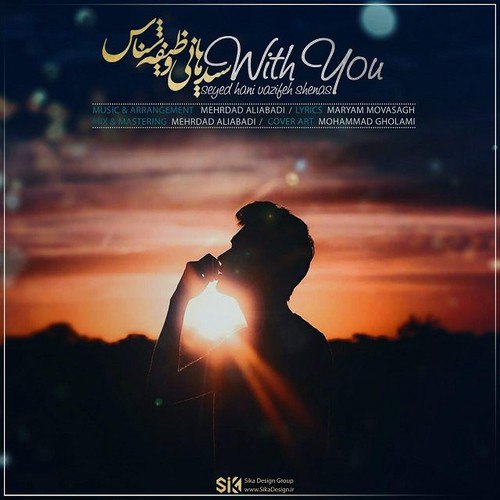 سید هانی وظیفه شناس With You
seyed hani vazifeh shenas
MUSIC & ARRANGEMENT MEHRDAD ALIABADI / LYRICS MARYAM MOVASAGH
MIX & MASTERING MEHRDAD ALIABADI / COVER ART MOHAMMAD GHOLAMI
SIKA Sika Design Group
www.SikaDesign.ir